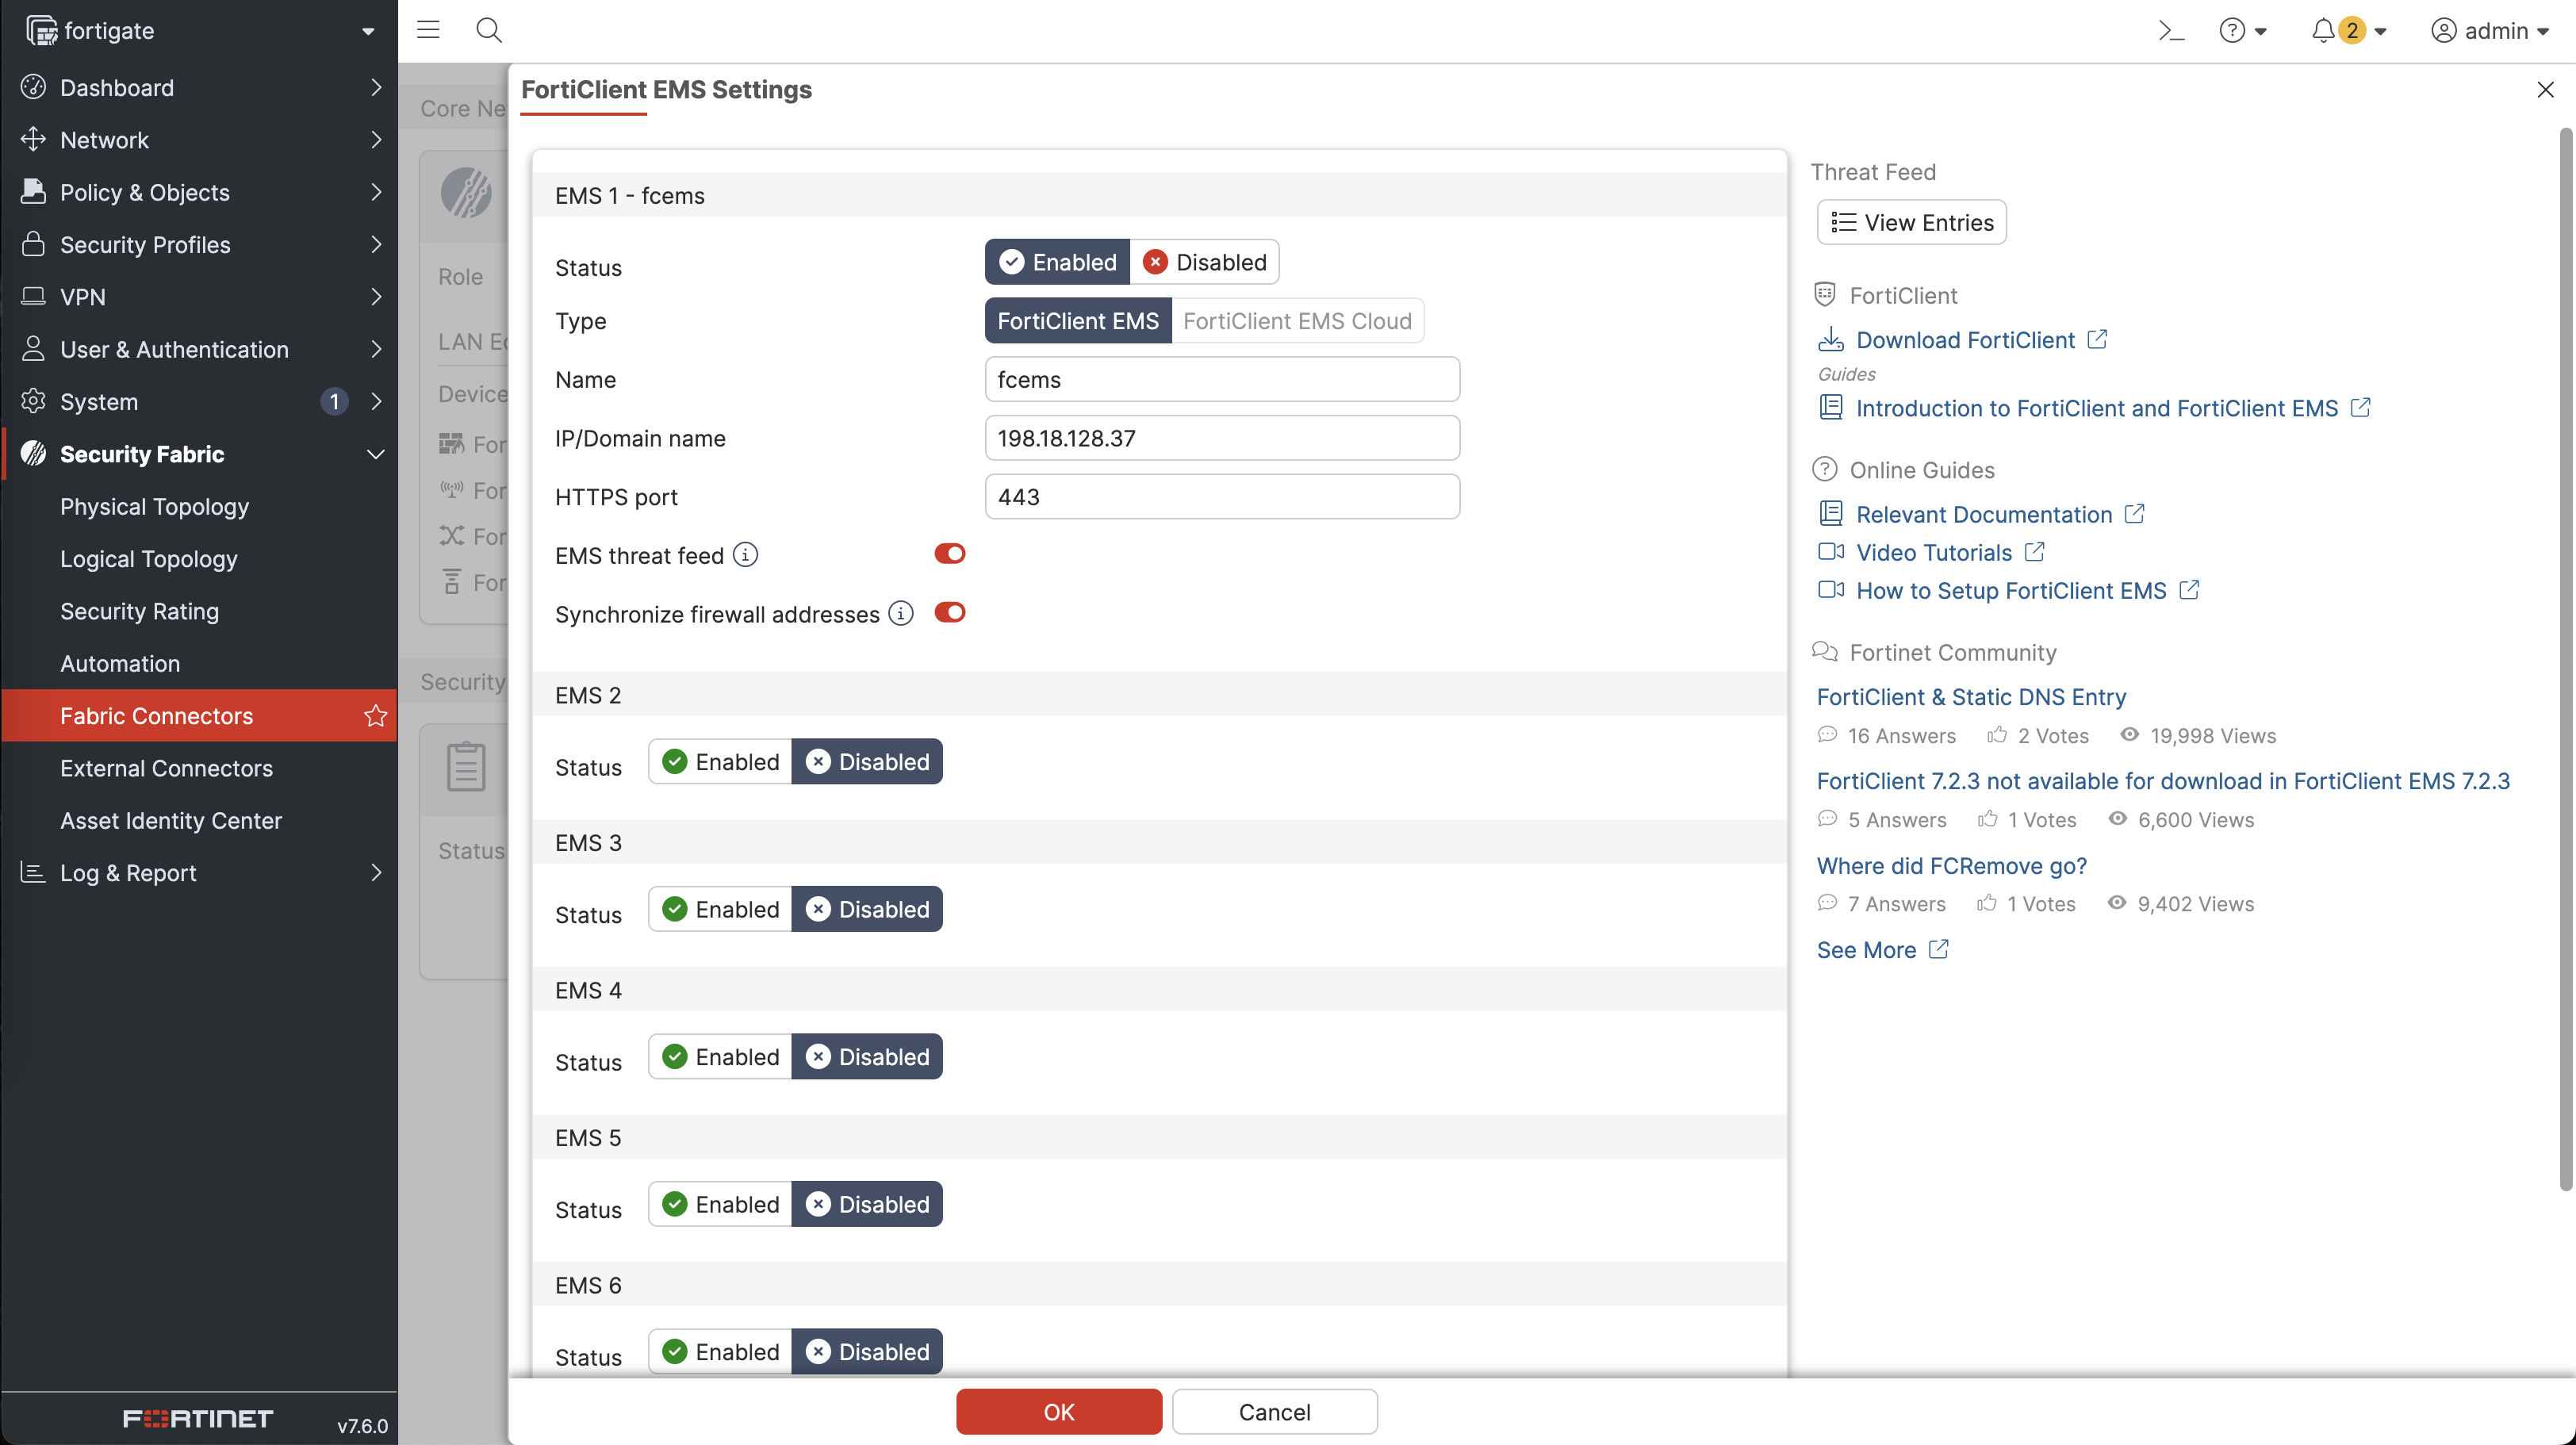 fortigate
Dashboard
Network
Policy & Objects
Security Profiles
VPN
User & Authentication
System 1
Security Fabric
Physical Topology
Logical Topology
Security Rating
Automation
Fabric Connectors
External Connectors
Asset Identity Center
Log & Report
FORTINET v7.6.0
2 admin
Core Ne
Role
LAN Ed
Device
For
For
For
For
Security
Status
FortiClient EMS Settings
EMS 1 - fcems
Status Enabled Disabled
Type FortiClient EMS FortiClient EMS Cloud
Name fcems
IP/Domain name 198.18.128.37
HTTPS port 443
EMS threat feed
Synchronize firewall addresses
EMS 2
Status Enabled Disabled
EMS 3
Status Enabled Disabled
EMS 4
Status Enabled Disabled
EMS 5
Status Enabled Disabled
EMS 6
Status Enabled Disabled
OK Cancel
Threat Feed
View Entries
FortiClient
Download FortiClient
Guides
Introduction to FortiClient and FortiClient EMS
Online Guides
Relevant Documentation
Video Tutorials
How to Setup FortiClient EMS
Fortinet Community
FortiClient & Static DNS Entry
16 Answers 2 Votes 19,998 Views
FortiClient 7.2.3 not available for download in FortiClient EMS 7.2.3
5 Answers 1 Votes 6,600 Views
Where did FCRemove go?
7 Answers 1 Votes 9,402 Views
See More